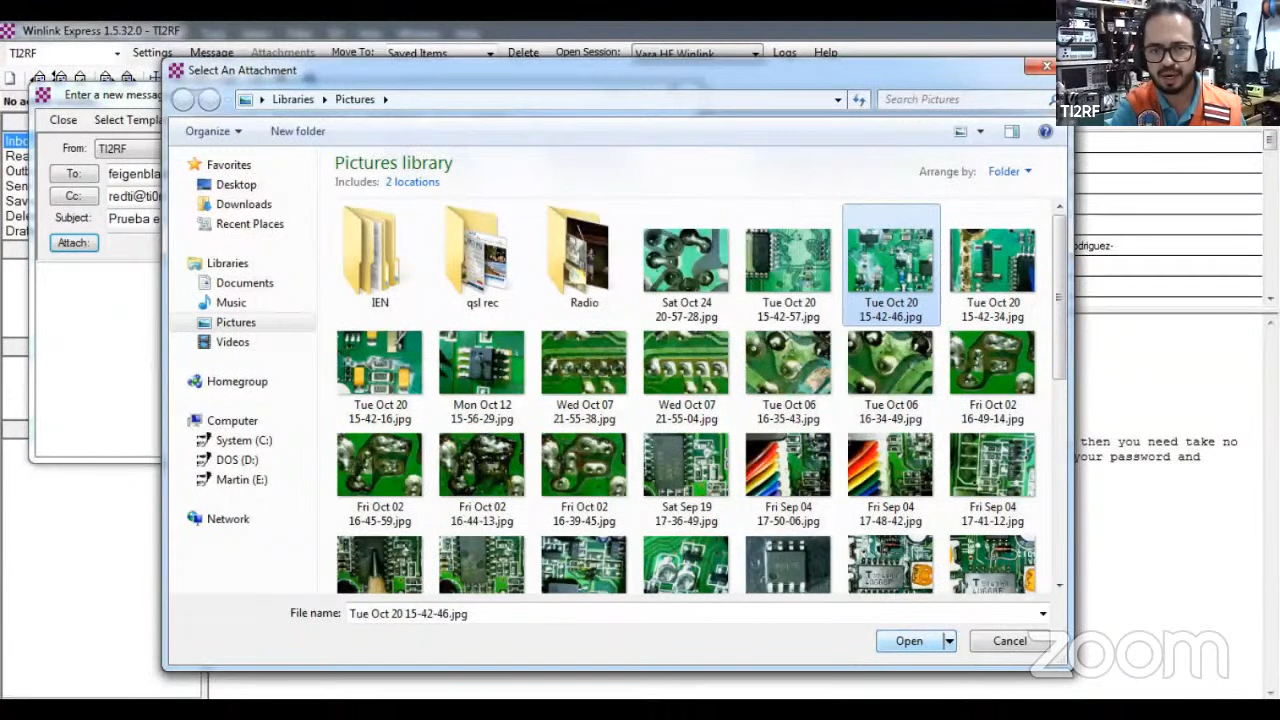 Winlink Express 1.5.32.0 - TI2RF
TI2RF Settings Message Attachments Move To: Saved Items Delete Open Session: Vara HF Winlink Logs Help
TI2RF
Select An Attachment
Enter a new messa
Libraries Pictures Search Pictures
Close Select Templa
Organize New folder
From: TI2RF
To: feigenbla
Cc: redti@ti0r
Subject: Prueba e
Attach:
Favorites
Desktop
Downloads
Recent Places
Libraries
Documents
Music
Pictures
Videos
Homegroup
Computer
System (C:)
DOS (D:)
Martin (E:)
Network
Pictures library
Includes: 2 locations
Arrange by: Folder
IEN
qsl rec
Radio
Sat Oct 24
20-57-28.jpg
Tue Oct 20
15-42-57.jpg
Tue Oct 20
15-42-46.jpg
Tue Oct 20
15-42-34.jpg
Tue Oct 20
15-42-16.jpg
Mon Oct 12
15-56-29.jpg
Wed Oct 07
21-55-38.jpg
Wed Oct 07
21-55-04.jpg
Tue Oct 06
16-35-43.jpg
Tue Oct 06
16-34-49.jpg
Fri Oct 02
16-49-14.jpg
Fri Oct 02
16-45-59.jpg
Fri Oct 02
16-44-13.jpg
Fri Oct 02
16-39-45.jpg
Sat Sep 19
17-36-49.jpg
Fri Sep 04
17-50-06.jpg
Fri Sep 04
17-48-42.jpg
Fri Sep 04
17-41-12.jpg
File name: Tue Oct 20 15-42-46.jpg
Open Cancel
odriguez-
then you need take no
your password and
zoom